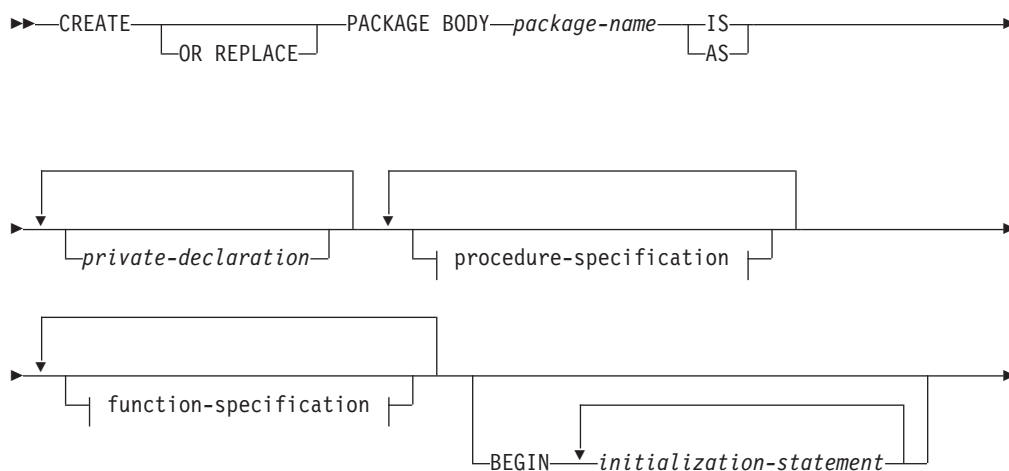 CREATE PACKAGE BODY package-name IS
OR REPLACE AS
private-declaration procedure-specification
function-specification
BEGIN initialization-statement